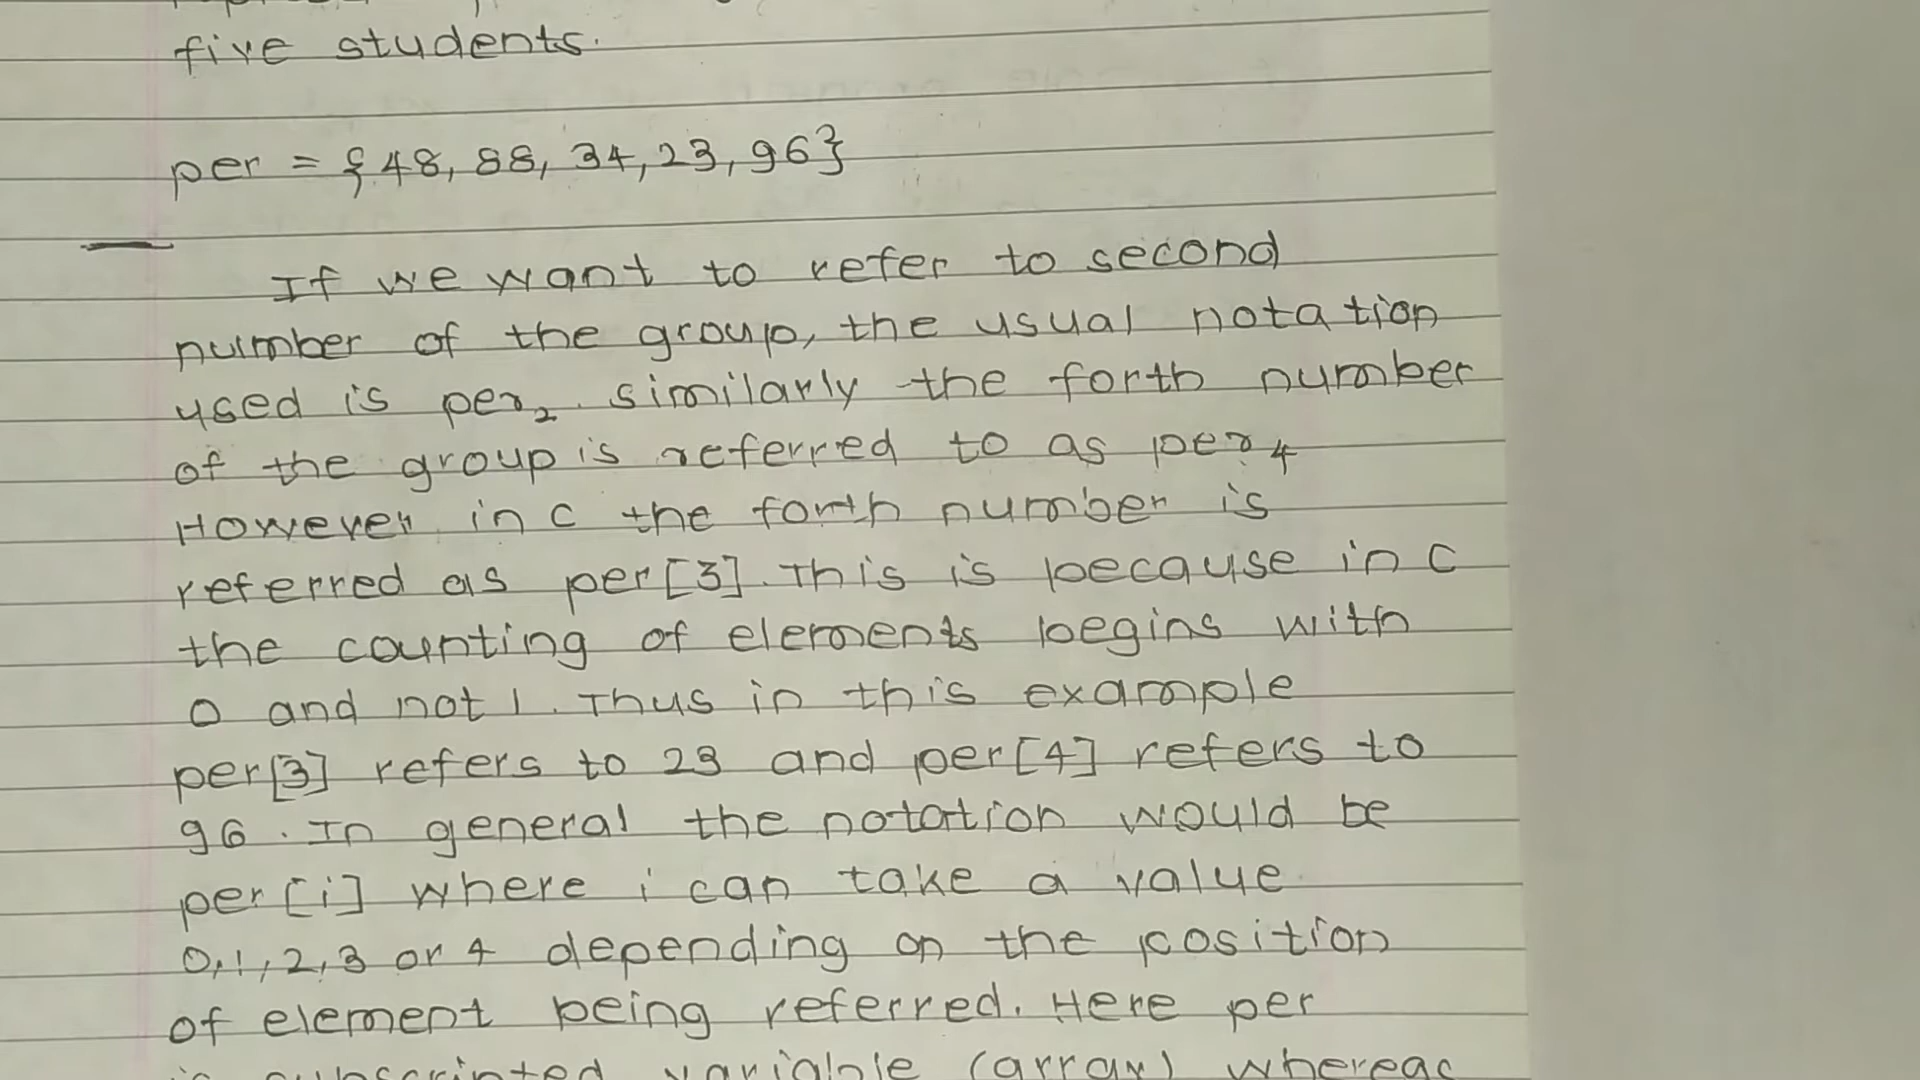 five students.
per = {48, 88, 34, 23, 96}
If we want to refer to second
number of the group, the usual notation
used is per₂. similarly the forth number
of the group is referred to as per₄
However in c the forth number is
referred as per[3]. This is because in C
the counting of elements begins with
0 and not 1. Thus in this example
per[3] refers to 23 and per[4] refers to
96. In general the notation would be
per[i] where i can take a value
0,1,2,3 or 4 depending on the position
of element being referred. Here per
is subscripted variable (array) whereas